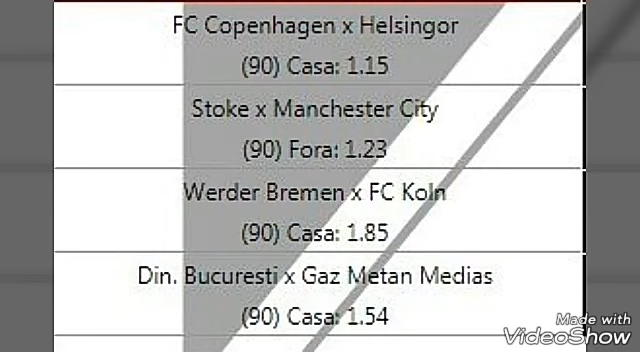 FC Copenhagen x Helsingor
(90) Casa: 1.15
Stoke x Manchester City
(90) Fora: 1.23
Werder Bremen x FC Koln
(90) Casa: 1.85
Din. Bucuresti x Gaz Metan Medias
(90) Casa: 1.54
Made with
VideoShow